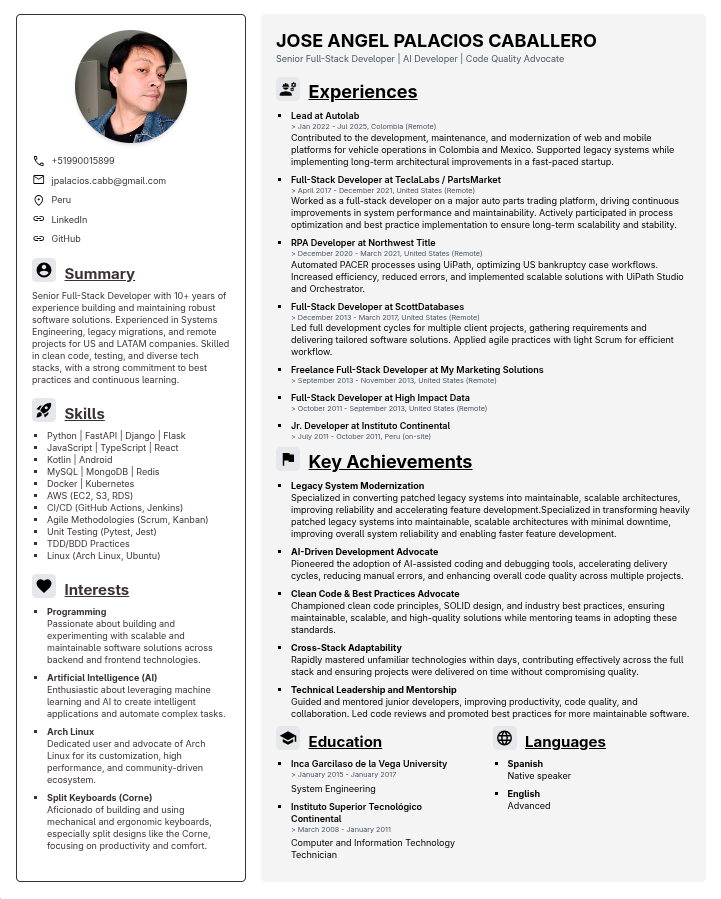 +51990015899
jpalacios.cabb@gmail.com
Peru
LinkedIn
GitHub
Summary
Senior Full-Stack Developer with 10+ years of
experience building and maintaining robust
software solutions. Experienced in Systems
Engineering, legacy migrations, and remote
projects for US and LATAM companies. Skilled
in clean code, testing, and diverse tech
stacks, with a strong commitment to best
practices and continuous learning.
Skills
▪ Python | FastAPI | Django | Flask
▪ JavaScript | TypeScript | React
▪ Kotlin | Android
▪ MySQL | MongoDB | Redis
▪ Docker | Kubernetes
▪ AWS (EC2, S3, RDS)
▪ CI/CD (GitHub Actions, Jenkins)
▪ Agile Methodologies (Scrum, Kanban)
▪ Unit Testing (Pytest, Jest)
▪ TDD/BDD Practices
▪ Linux (Arch Linux, Ubuntu)
Interests
▪ Programming
Passionate about building and
experimenting with scalable and
maintainable software solutions across
backend and frontend technologies.
▪ Artificial Intelligence (AI)
Enthusiastic about leveraging machine
learning and AI to create intelligent
applications and automate complex tasks.
▪ Arch Linux
Dedicated user and advocate of Arch
Linux for its customization, high
performance, and community-driven
ecosystem.
▪ Split Keyboards (Corne)
Aficionado of building and using
mechanical and ergonomic keyboards,
especially split designs like the Corne,
focusing on productivity and comfort.
JOSE ANGEL PALACIOS CABALLERO
Senior Full-Stack Developer | AI Developer | Code Quality Advocate
Experiences
▪ Lead at Autolab
> Jan 2022 - Jul 2025, Colombia (Remote)
Contributed to the development, maintenance, and modernization of web and mobile
platforms for vehicle operations in Colombia and Mexico. Supported legacy systems while
implementing long-term architectural improvements in a fast-paced startup.
▪ Full-Stack Developer at TeclaLabs / PartsMarket
> April 2017 - December 2021, United States (Remote)
Worked as a full-stack developer on a major auto parts trading platform, driving continuous
improvements in system performance and maintainability. Actively participated in process
optimization and best practice implementation to ensure long-term scalability and stability.
▪ RPA Developer at Northwest Title
> December 2020 - March 2021, United States (Remote)
Automated PACER processes using UiPath, optimizing US bankruptcy case workflows.
Increased efficiency, reduced errors, and implemented scalable solutions with UiPath Studio
and Orchestrator.
▪ Full-Stack Developer at ScottDatabases
> December 2013 - March 2017, United States (Remote)
Led full development cycles for multiple client projects, gathering requirements and
delivering tailored software solutions. Applied agile practices with light Scrum for efficient
workflow.
▪ Freelance Full-Stack Developer at My Marketing Solutions
> September 2013 - November 2013, United States (Remote)
▪ Full-Stack Developer at High Impact Data
> October 2011 - September 2013, United States (Remote)
▪ Jr. Developer at Instituto Continental
> July 2011 - October 2011, Peru (on-site)
Key Achievements
▪ Legacy System Modernization
Specialized in converting patched legacy systems into maintainable, scalable architectures,
improving reliability and accelerating feature development.Specialized in transforming heavily
patched legacy systems into maintainable, scalable architectures with minimal downtime,
improving overall system reliability and enabling faster feature development.
▪ AI-Driven Development Advocate
Pioneered the adoption of AI-assisted coding and debugging tools, accelerating delivery
cycles, reducing manual errors, and enhancing overall code quality across multiple projects.
▪ Clean Code & Best Practices Advocate
Championed clean code principles, SOLID design, and industry best practices, ensuring
maintainable, scalable, and high-quality solutions while mentoring teams in adopting these
standards.
▪ Cross-Stack Adaptability
Rapidly mastered unfamiliar technologies within days, contributing effectively across the full
stack and ensuring projects were delivered on time without compromising quality.
▪ Technical Leadership and Mentorship
Guided and mentored junior developers, improving productivity, code quality, and
collaboration. Led code reviews and promoted best practices for more maintainable software.
Education
▪ Inca Garcilaso de la Vega University
> January 2015 - January 2017
System Engineering
▪ Instituto Superior Tecnológico
Continental
> March 2008 - January 2011
Computer and Information Technology
Technician
Languages
▪ Spanish
Native speaker
▪ English
Advanced